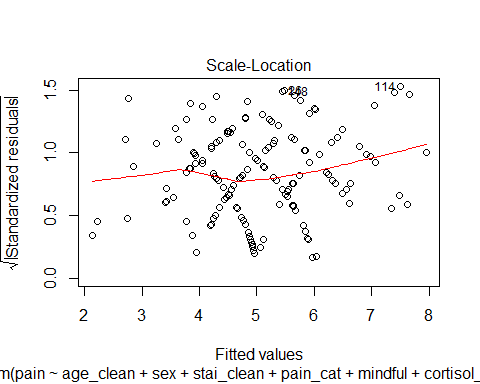 Scale-Location
√|Standardized residuals|
0.0 0.5 1.0 1.5
114
2 3 4 5 6 7 8
Fitted values
m(pain ~ age_clean + sex + stai_clean + pain_cat + mindful + cortisol_